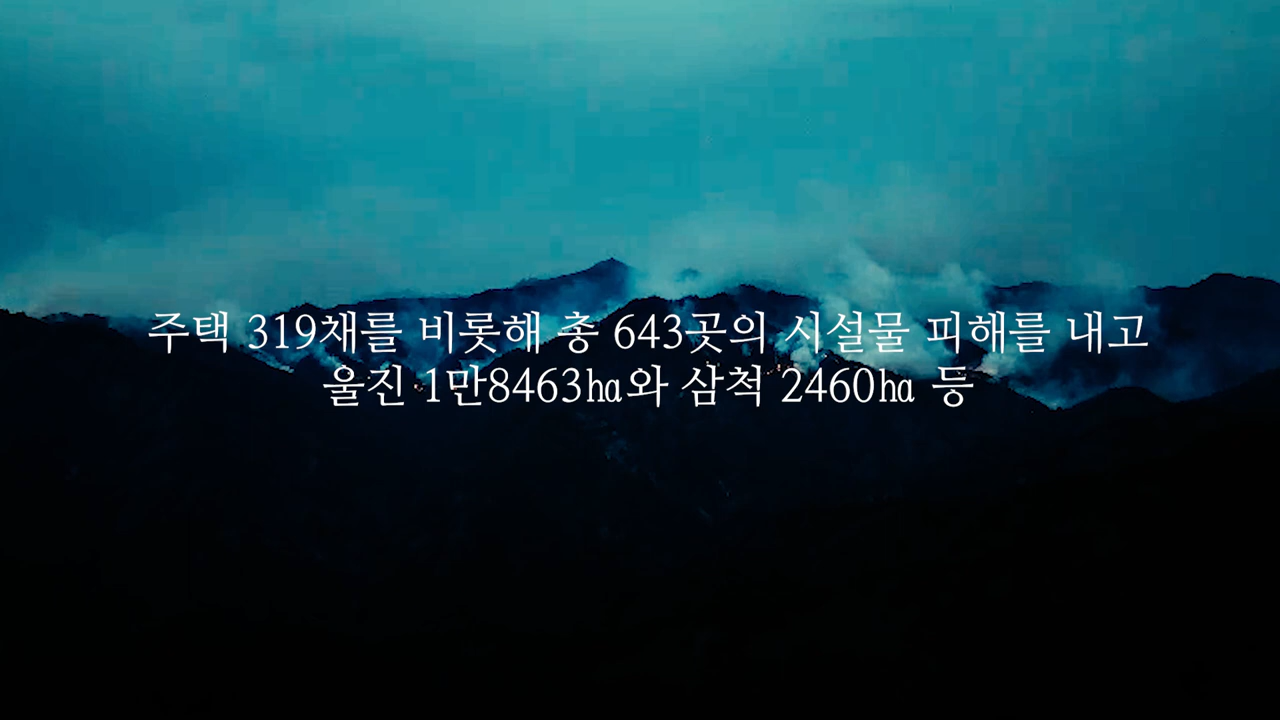 주택 319채를 비롯해 총 643곳의 시설물 피해를 내고
울진 1만8463㏊와 삼척 2460㏊ 등